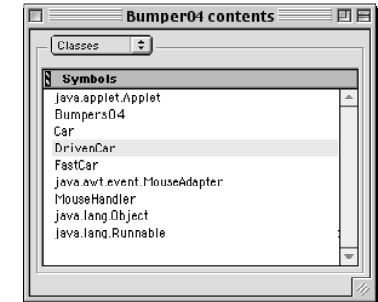 Bumper04 contents
Classes
Symbols
java.applet.Applet
Bumpers04
Car
DrivenCar
FastCar
java.awt.event.MouseAdapter
MouseHandler
java.lang.Object
java.lang.Runnable